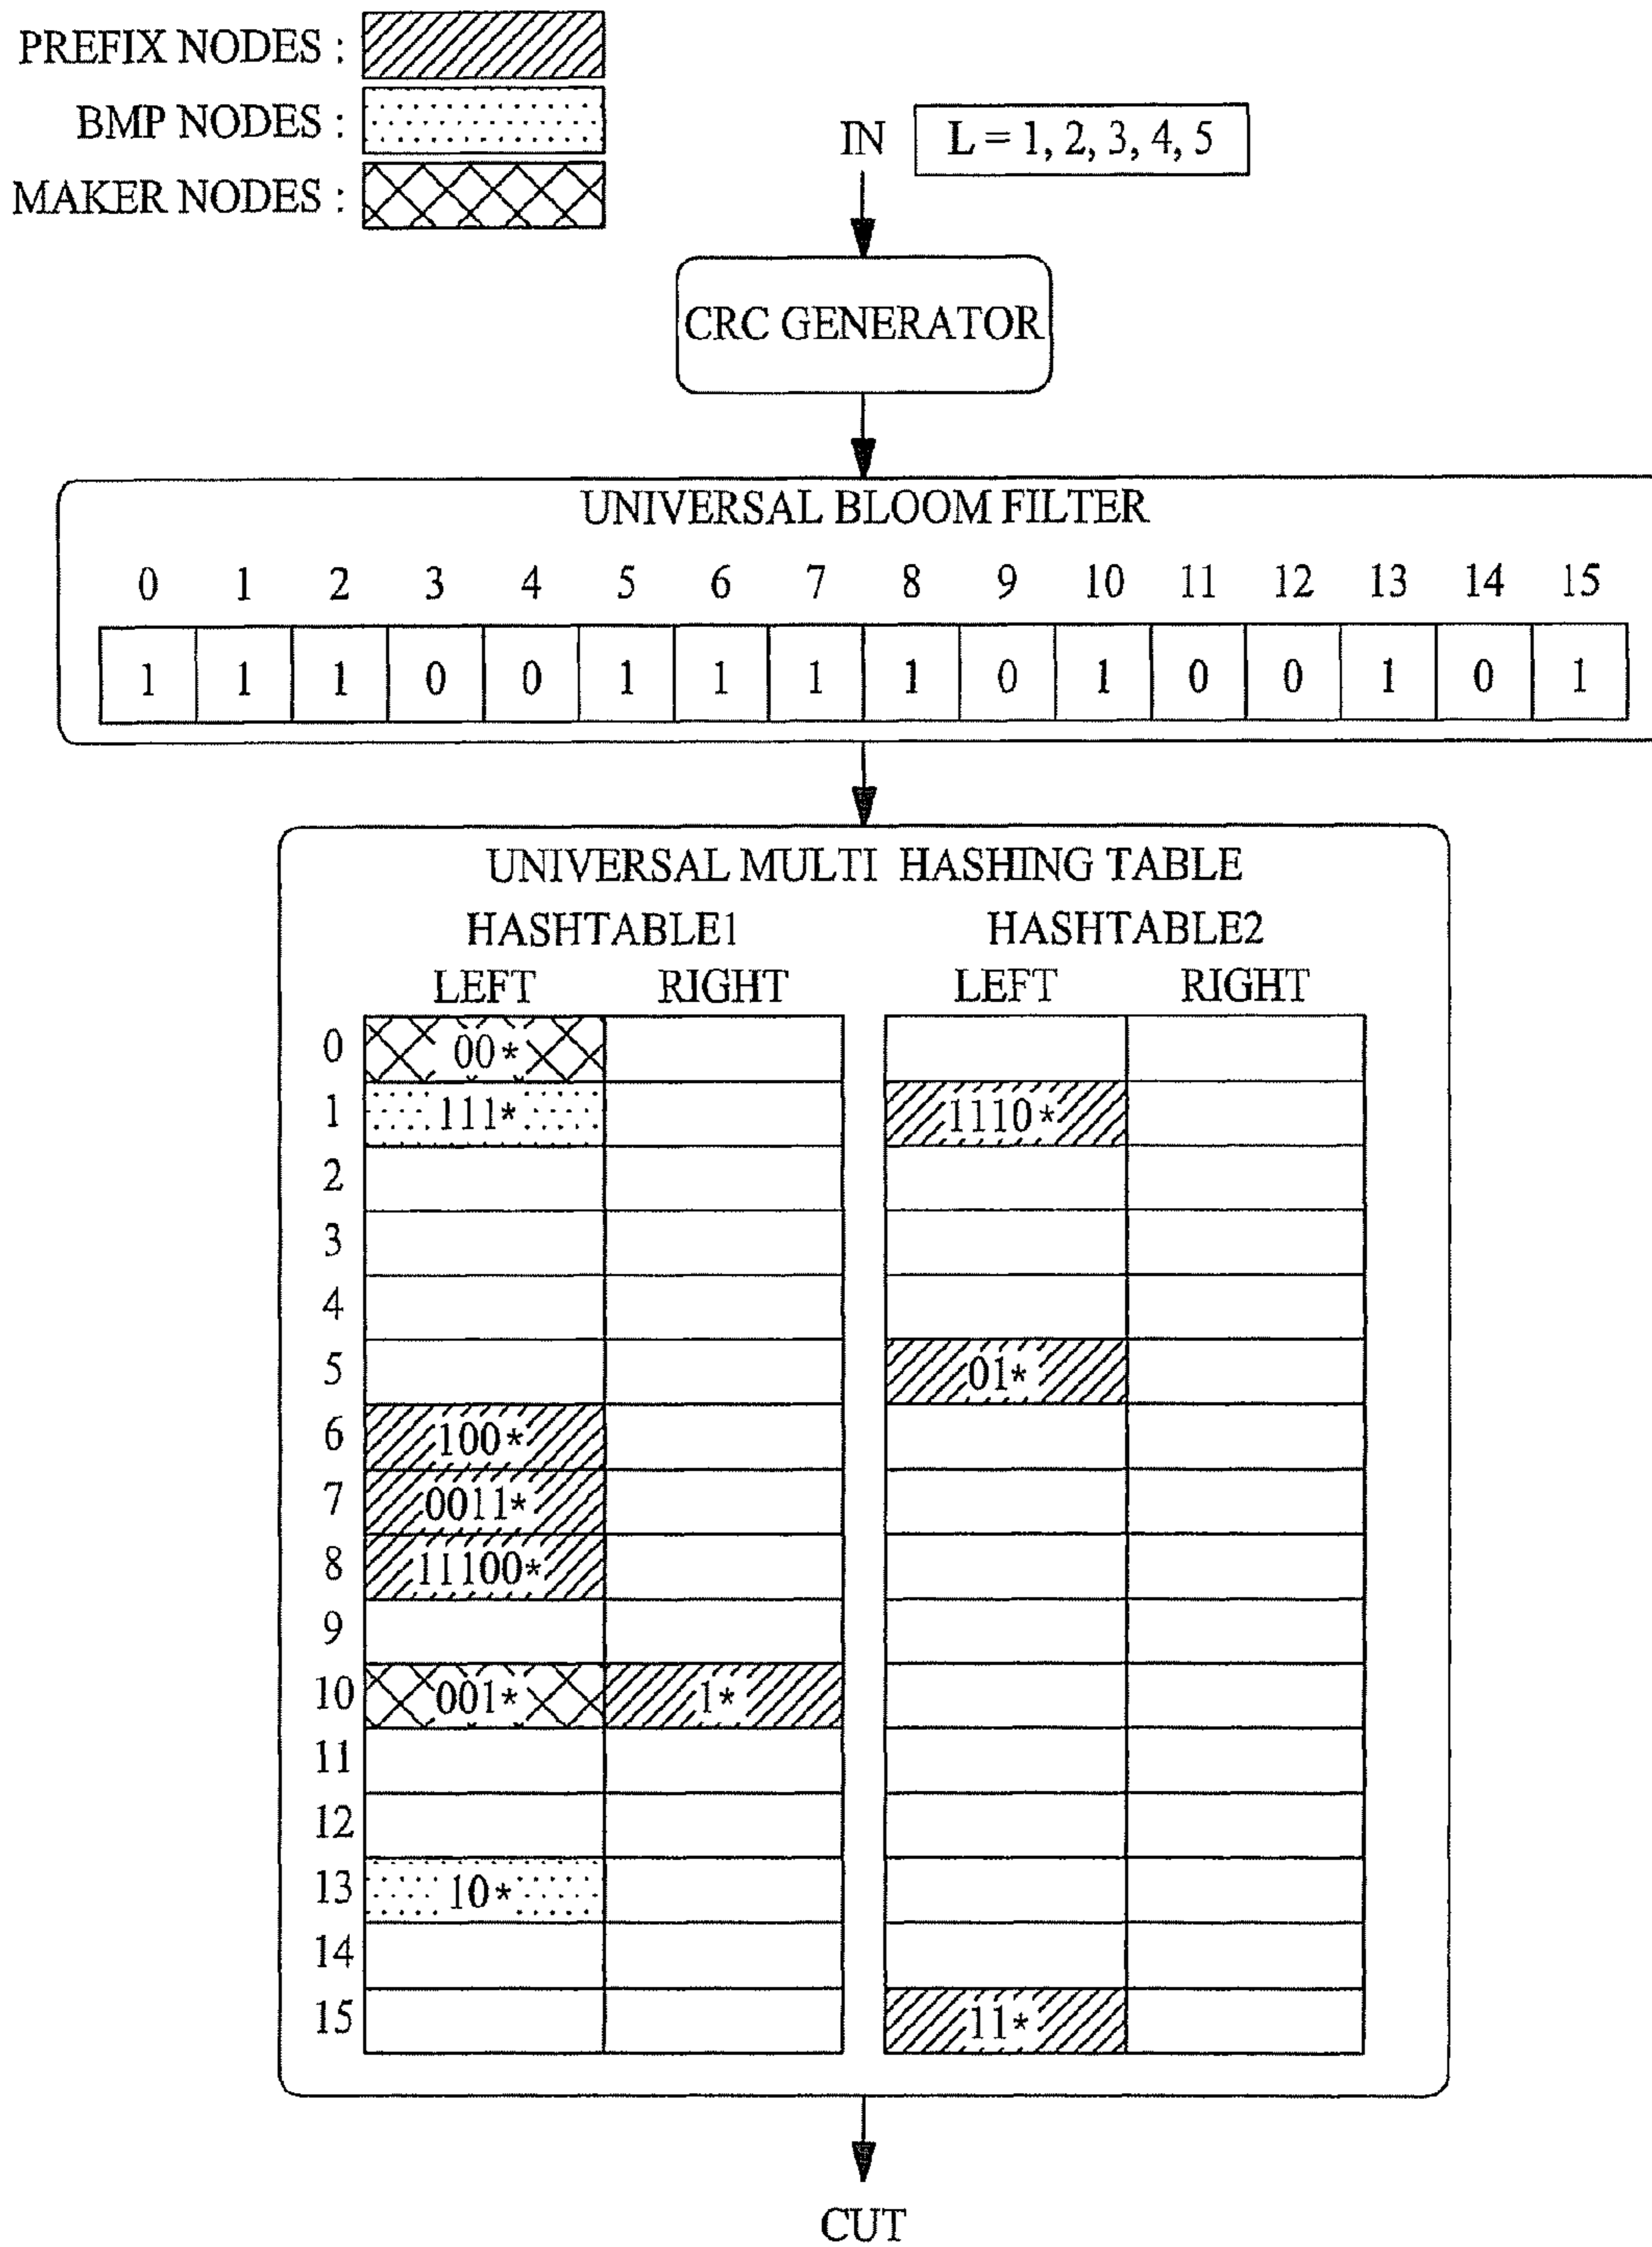 PREFIX NODES :
BMP NODES :
MAKER NODES :
IN L = 1, 2, 3, 4, 5
CRC GENERATOR
UNIVERSAL BLOOM FILTER
0 1 2 3 4 5 6 7 8 9 10 11 12 13 14 15
1 1 1 0 0 1 1 1 1 0 1 0 0 1 0 1
UNIVERSAL MULTI HASHING TABLE
HASHTABLE1 HASHTABLE2
LEFT RIGHT LEFT RIGHT
0 00*
1 111* 1110*
2
3
4
5 01*
6 100*
7 0011*
8 11100*
9
10 001* 1*
11
12
13 10*
14
15 11*
CUT